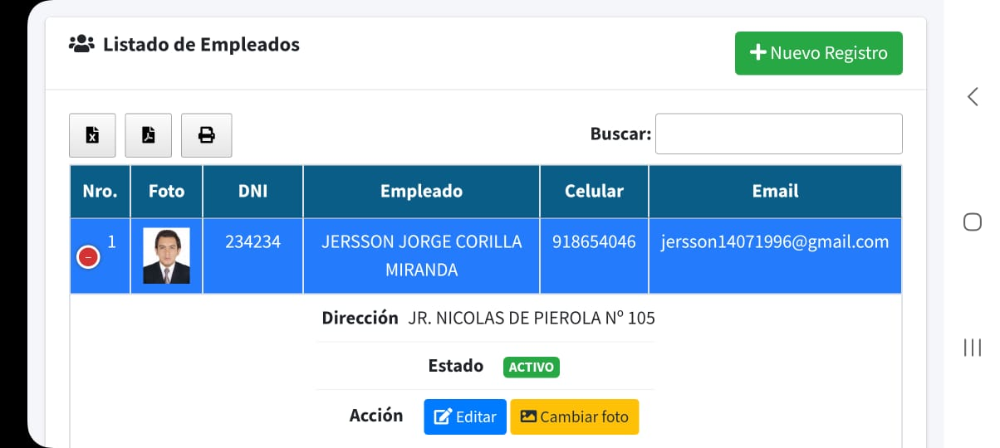 Listado de Empleados
Nuevo Registro
Buscar:
Nro. Foto DNI Empleado Celular Email
1 234234 JERSSON JORGE CORILLA 918654046 jersson14071996@gmail.com
MIRANDA
Dirección JR. NICOLAS DE PIEROLA Nº 105
Estado ACTIVO
Acción Editar Cambiar foto